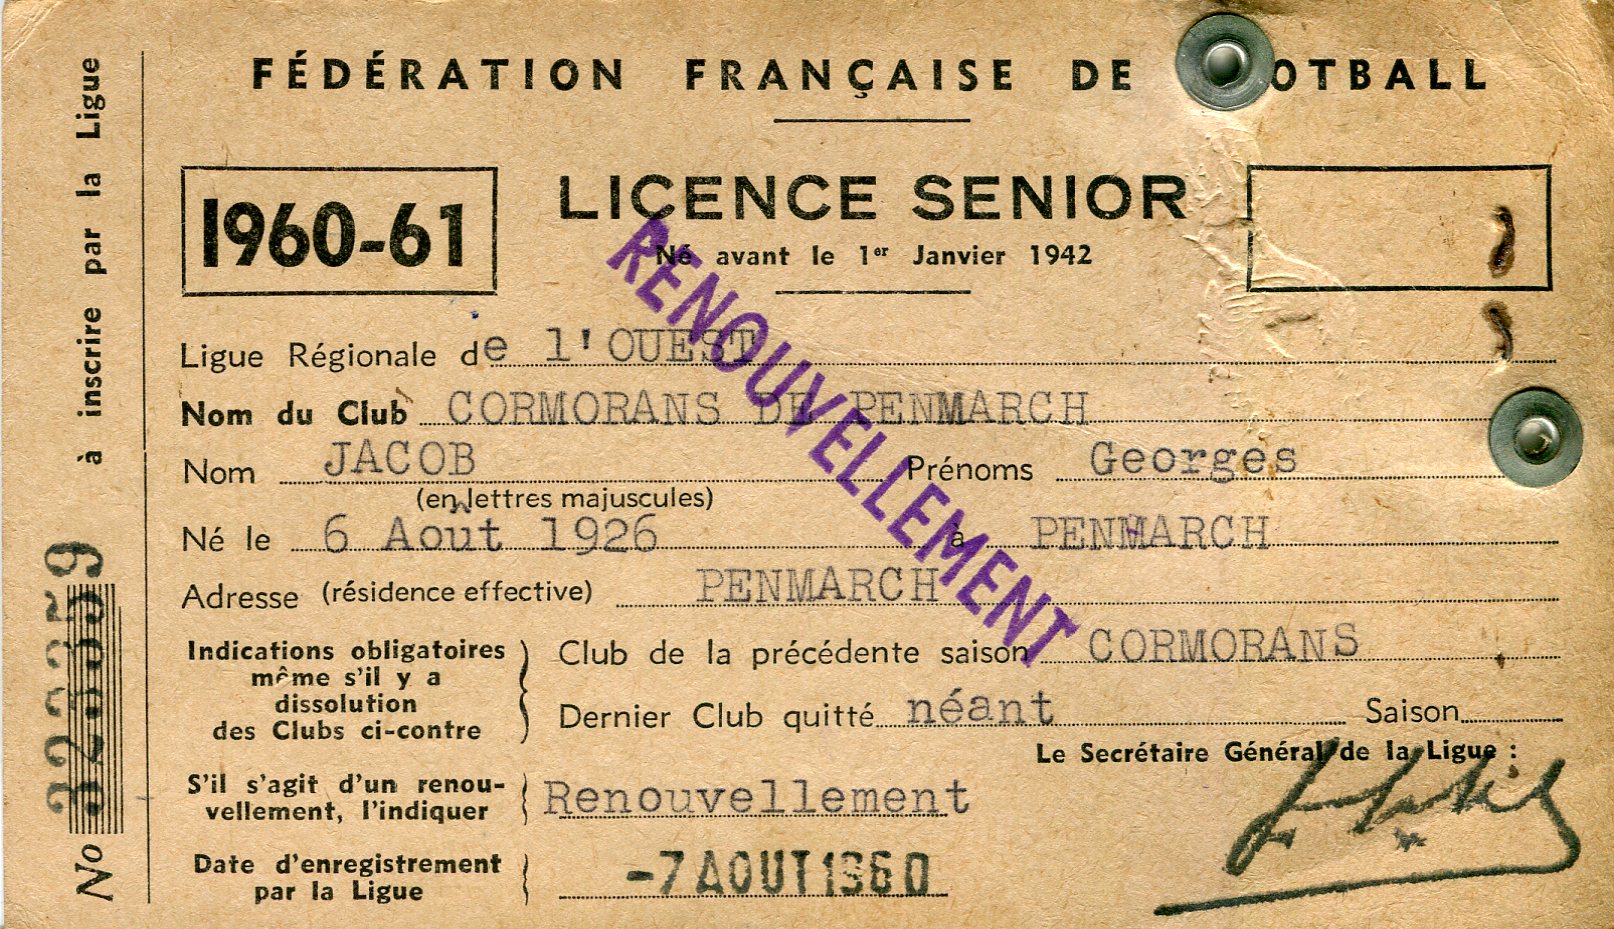 FÉDÉRATION FRANÇAISE DE OTBALL
1960-61
LICENCE SENIOR
Né avant le 1er Janvier 1942
RENOUVELLEMENT
Ligue Régionale de l'OUEST
Nom du Club CORMORANS DE PENMARCH
Nom JACOB Prénoms Georges
(en lettres majuscules)
Né le 6 Aout 1926 à PENMARCH
Adresse (résidence effective) PENMARCH
Indications obligatoires
même s'il y a
dissolution
des Clubs ci-contre
Club de la précédente saison CORMORANS
Dernier Club quitté néant Saison
Le Secrétaire Général de la Ligue :
S'il s'agit d'un renou-
vellement, l'indiquer
Renouvellement
Date d'enregistrement
par la Ligue
-7 AOUT 1960
à inscrire par la Ligue
No